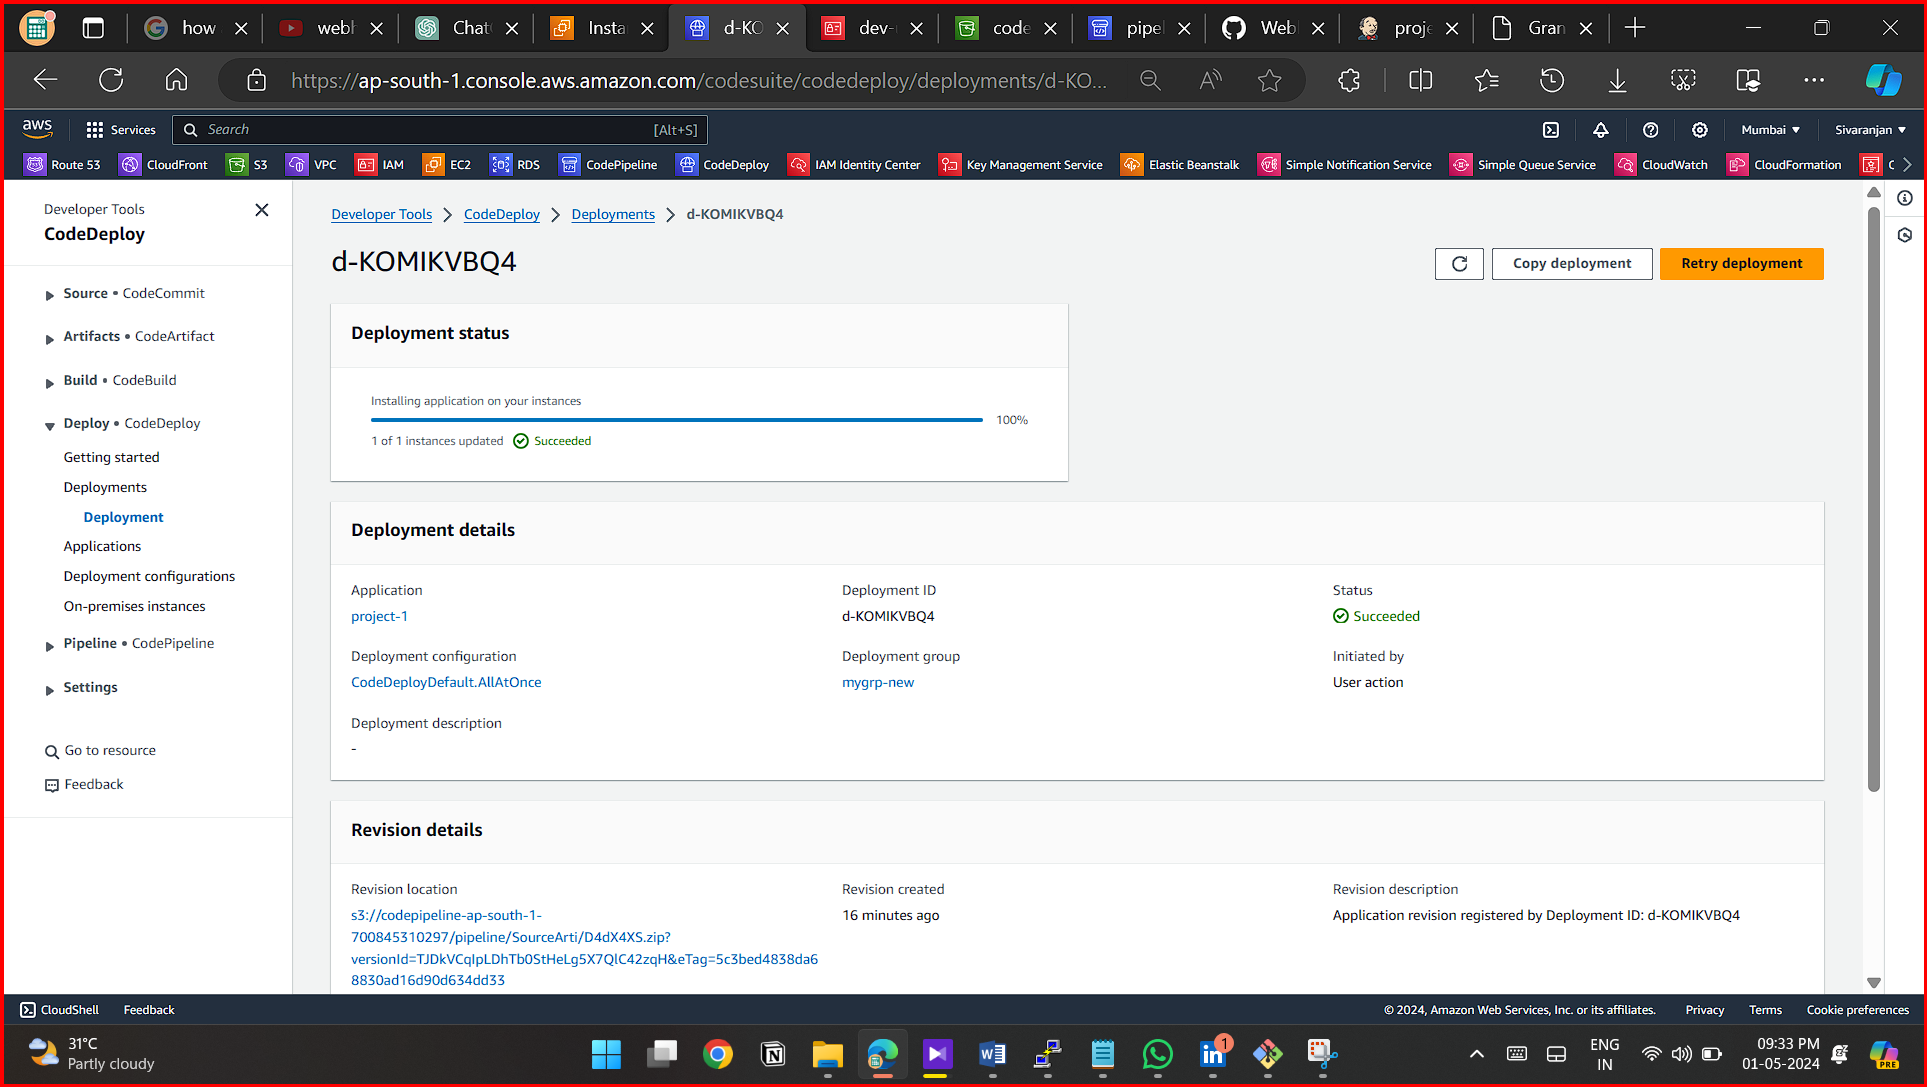 how
webh
Chat
Insta
d-KO
dev-
code
pipel
Web
proje
Gran
https://ap-south-1.console.aws.amazon.com/codesuite/codedeploy/deployments/d-KO...
aws
Services
Search
[Alt+S]
Mumbai
Sivaranjan
Route 53
CloudFront
S3
VPC
IAM
EC2
RDS
CodePipeline
CodeDeploy
IAM Identity Center
Key Management Service
Elastic Beanstalk
Simple Notification Service
Simple Queue Service
CloudWatch
CloudFormation
C
Developer Tools
CodeDeploy
Source • CodeCommit
Artifacts • CodeArtifact
Build • CodeBuild
Deploy • CodeDeploy
Getting started
Deployments
Deployment
Applications
Deployment configurations
On-premises instances
Pipeline • CodePipeline
Settings
Go to resource
Feedback
Developer Tools
CodeDeploy
Deployments
d-KOMIKVBQ4
d-KOMIKVBQ4
Copy deployment
Retry deployment
Deployment status
Installing application on your instances
100%
1 of 1 instances updated
Succeeded
Deployment details
Application
project-1
Deployment ID
d-KOMIKVBQ4
Status
Succeeded
Deployment configuration
CodeDeployDefault.AllAtOnce
Deployment group
mygrp-new
Initiated by
User action
Deployment description
-
Revision details
Revision location
s3://codepipeline-ap-south-1-
700845310297/pipeline/SourceArti/D4dX4XS.zip?
versionId=TJDkVCqIpLDhTb0StHeLg5X7QlC42zqH&eTag=5c3bed4838da6
8830ad16d90d634dd33
Revision created
16 minutes ago
Revision description
Application revision registered by Deployment ID: d-KOMIKVBQ4
CloudShell
Feedback
© 2024, Amazon Web Services, Inc. or its affiliates.
Privacy
Terms
Cookie preferences
31°C
Partly cloudy
1
ENG
IN
09:33 PM
01-05-2024
PRE